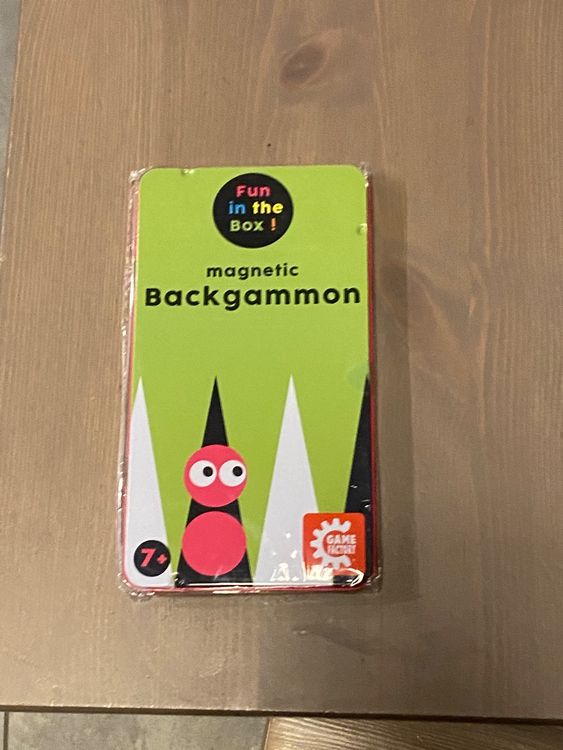 Fun
in the
Box !
magnetic
Backgammon
7+
GAME
FACTORY